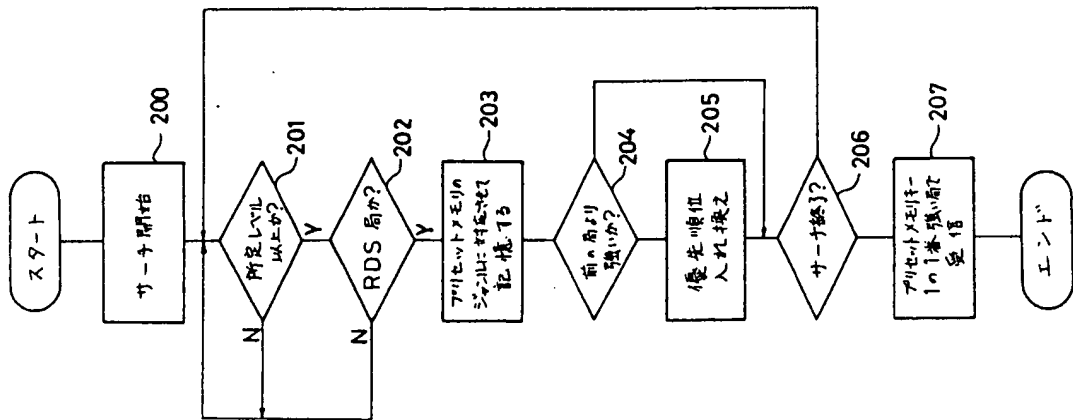 スタート
サーチ開始
200
所定レベル
以上か?
201
N
Y
RDS局か?
202
N
Y
プリセットメモリの
ジャンルに対応させて
記憶する
203
前の局より
強いか?
204
優先順位
入れ換え
205
サーチ終了?
206
プリセットメモリキー
1の1番強い局で
受信
207
エンド